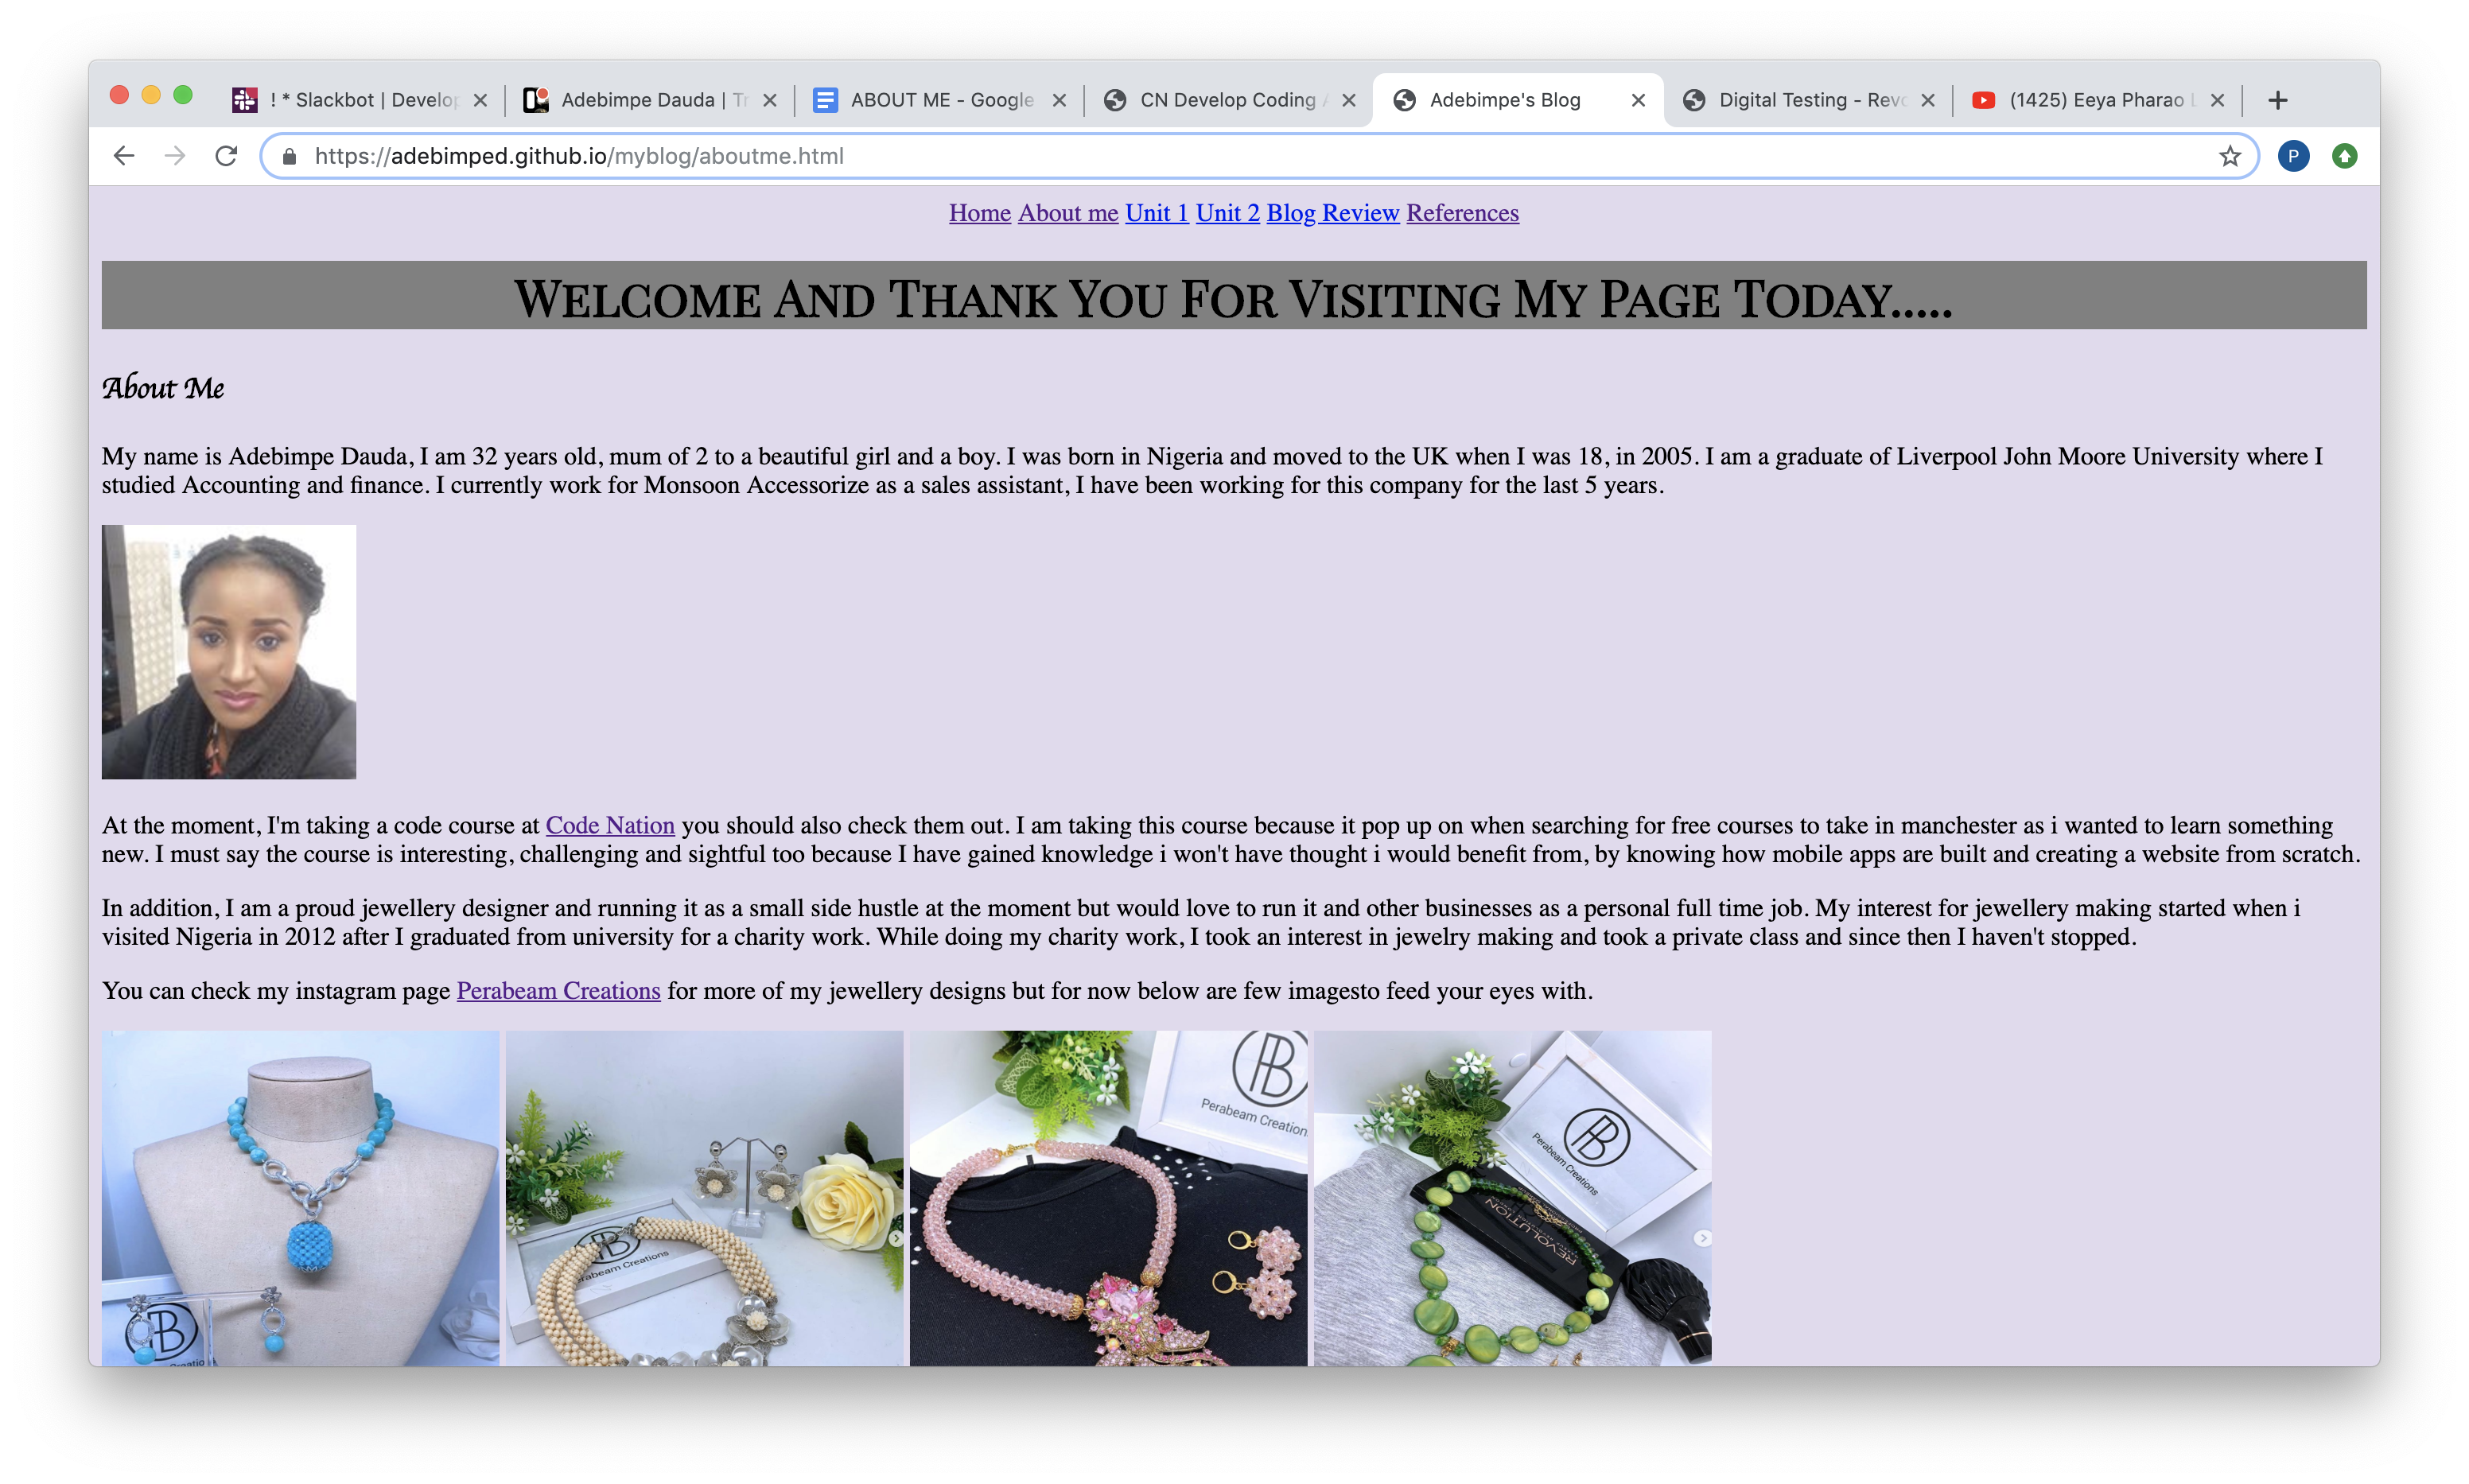 ! * Slackbot | Develop
Adebimpe Dauda | Tr
ABOUT ME - Google
CN Develop Coding
Adebimpe's Blog
Digital Testing - Revo
(1425) Eeya Pharao
https://adebimped.github.io/myblog/aboutme.html
P
Home About me Unit 1 Unit 2 Blog Review References
Welcome And Thank You For Visiting My Page Today.....
About Me
My name is Adebimpe Dauda, I am 32 years old, mum of 2 to a beautiful girl and a boy. I was born in Nigeria and moved to the UK when I was 18, in 2005. I am a graduate of Liverpool John Moore University where I
studied Accounting and finance. I currently work for Monsoon Accessorize as a sales assistant, I have been working for this company for the last 5 years.
At the moment, I'm taking a code course at Code Nation you should also check them out. I am taking this course because it pop up on when searching for free courses to take in manchester as i wanted to learn something
new. I must say the course is interesting, challenging and sightful too because I have gained knowledge i won't have thought i would benefit from, by knowing how mobile apps are built and creating a website from scratch.
In addition, I am a proud jewellery designer and running it as a small side hustle at the moment but would love to run it and other businesses as a personal full time job. My interest for jewellery making started when i
visited Nigeria in 2012 after I graduated from university for a charity work. While doing my charity work, I took an interest in jewelry making and took a private class and since then I haven't stopped.
You can check my instagram page Perabeam Creations for more of my jewellery designs but for now below are few imagesto feed your eyes with.
Perabeam Creation
Perabeam Creations
REVOLUTION
erabeam Creations
Creatio